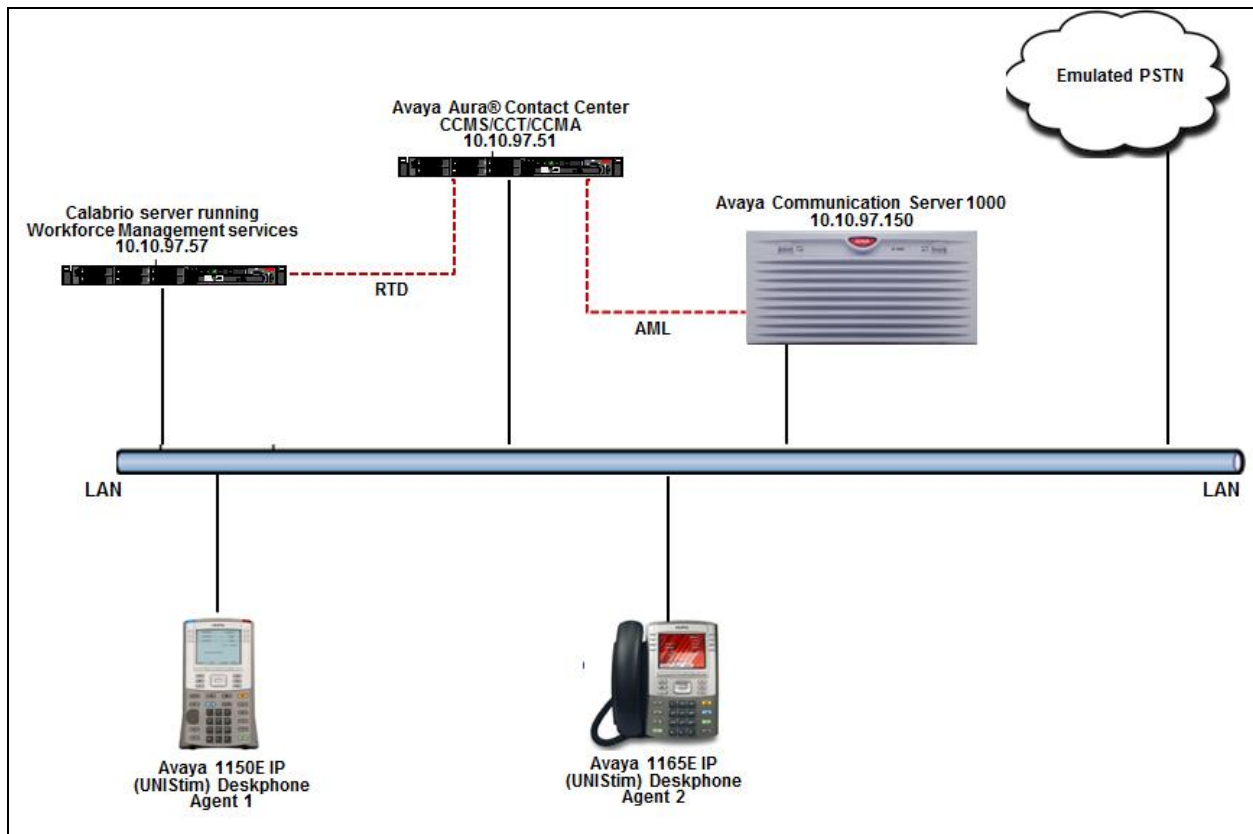 Emulated PSTN
Avaya Aura® Contact Center
CCMS/CCT/CCMA
10.10.97.51
Calabrio server running
Workforce Management services
10.10.97.57
Avaya Communication Server 1000
10.10.97.150
RTD
AML
LAN
LAN
Avaya 1150E IP
(UNIStim) Deskphone
Agent 1
Avaya 1165E IP
(UNIStim) Deskphone
Agent 2